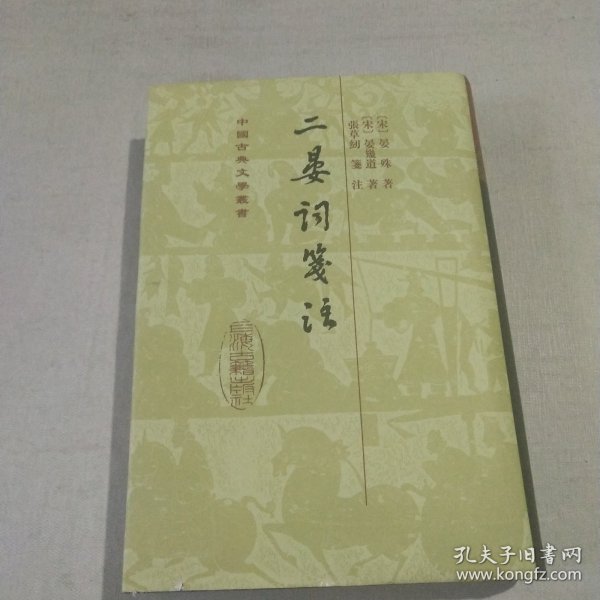 [宋] 晏 殊 著
[宋] 晏幾道 著
張草紉 箋 注
二晏詞箋注
中國古典文學叢書
上海古籍出版社
孔夫子旧书网
www.kongfz.com